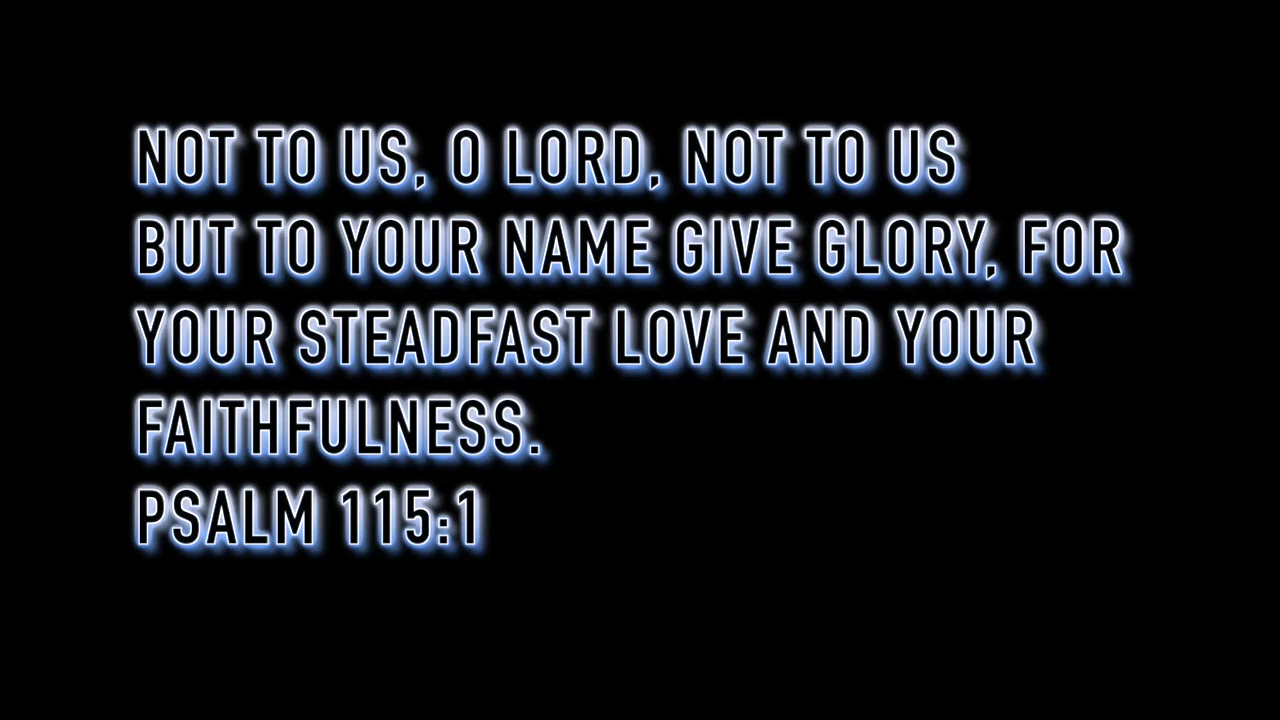 NOT TO US, O LORD, NOT TO US
BUT TO YOUR NAME GIVE GLORY, FOR
YOUR STEADFAST LOVE AND YOUR
FAITHFULNESS.
PSALM 115:1